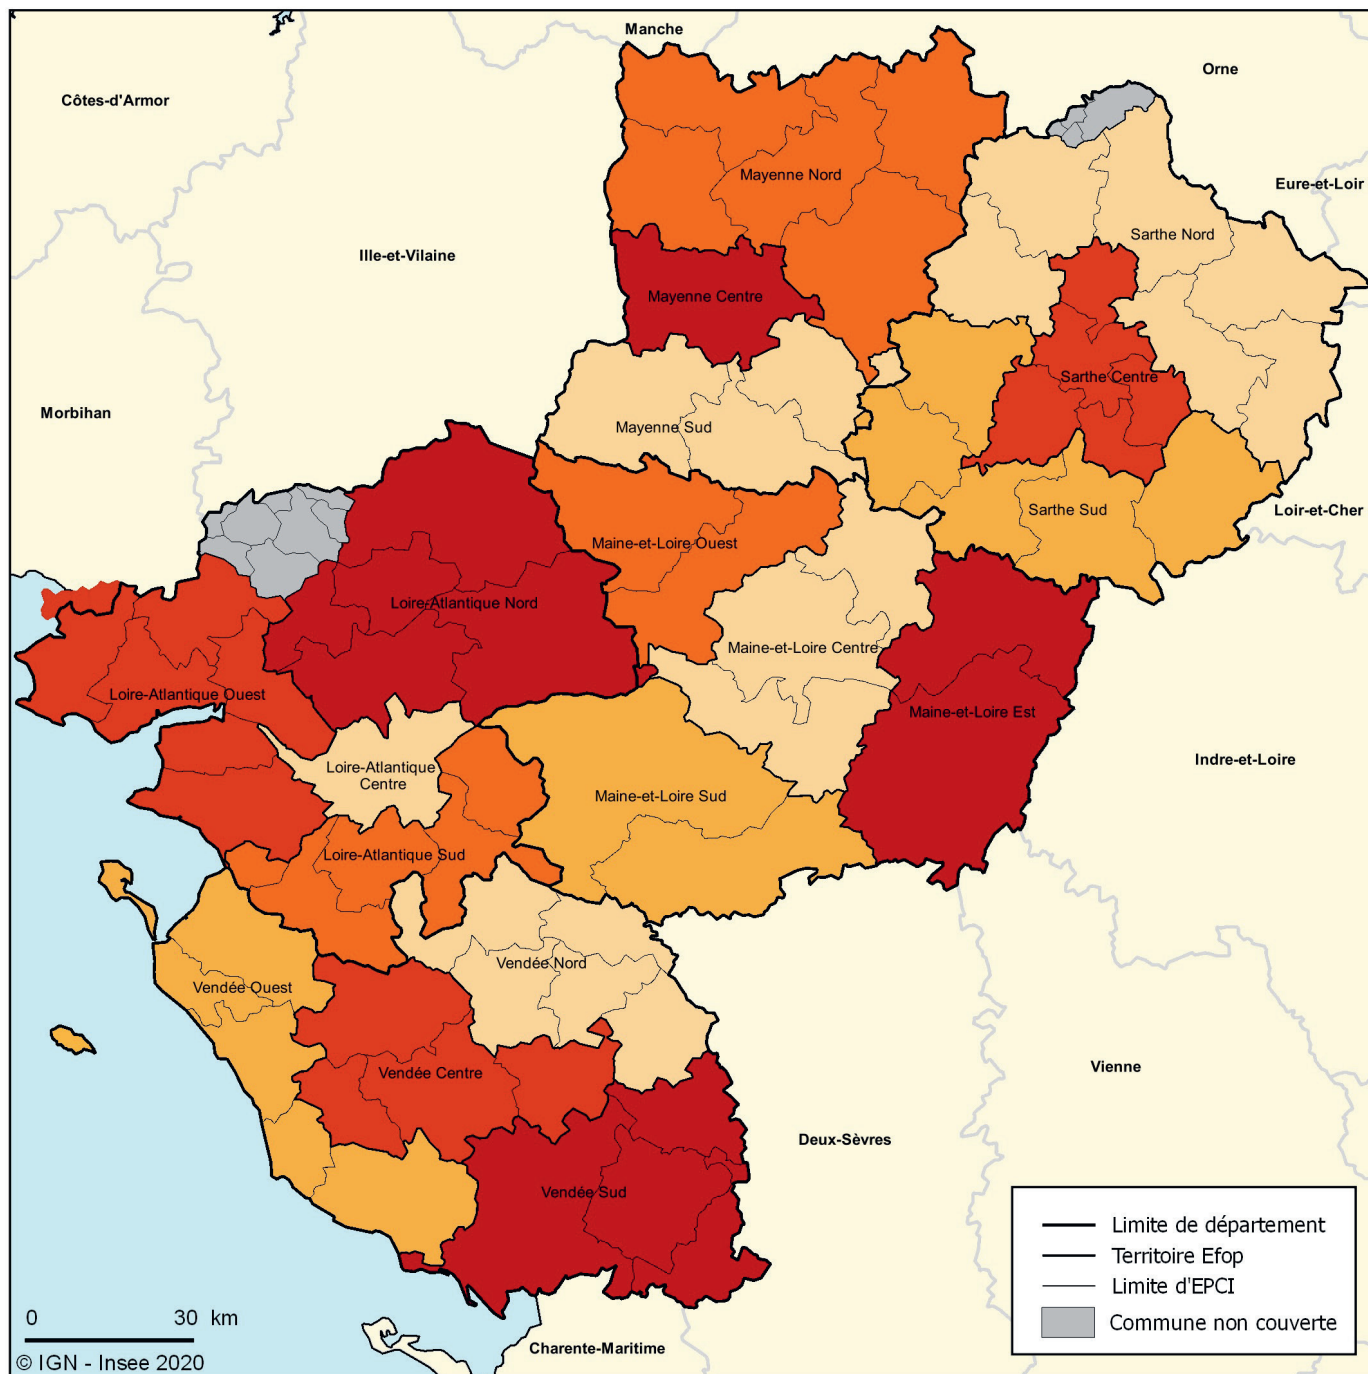 Manche
Orne
Côtes-d'Armor
Mayenne Nord
Eure-et-Loir
Sarthe Nord
Ille-et-Vilaine
Mayenne Centre
Sarthe Centre
Morbihan
Mayenne Sud
Sarthe Sud
Loir-et-Cher
Maine-et-Loire Ouest
Loire-Atlantique Nord
Maine-et-Loire Centre
Loire-Atlantique Ouest
Maine-et-Loire Est
Indre-et-Loire
Loire-Atlantique
Centre
Maine-et-Loire Sud
Loire-Atlantique Sud
Vendée Nord
Vendée Ouest
Vendée Centre
Vienne
Deux-Sèvres
Vendée Sud
Limite de département
Territoire Efop
Limite d'EPCI
Commune non couverte
0 30 km
Charente-Maritime
© IGN - Insee 2020